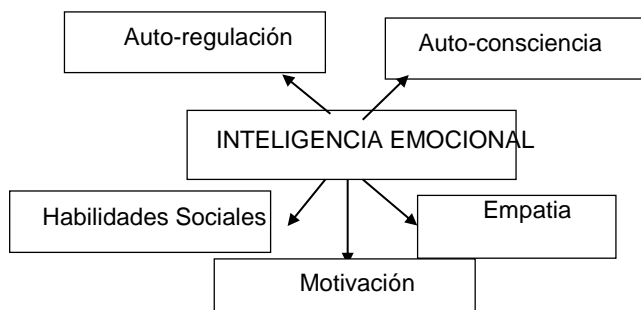 Auto-regulación
Auto-consciencia
INTELIGENCIA EMOCIONAL
Habilidades Sociales
Empatia
Motivación